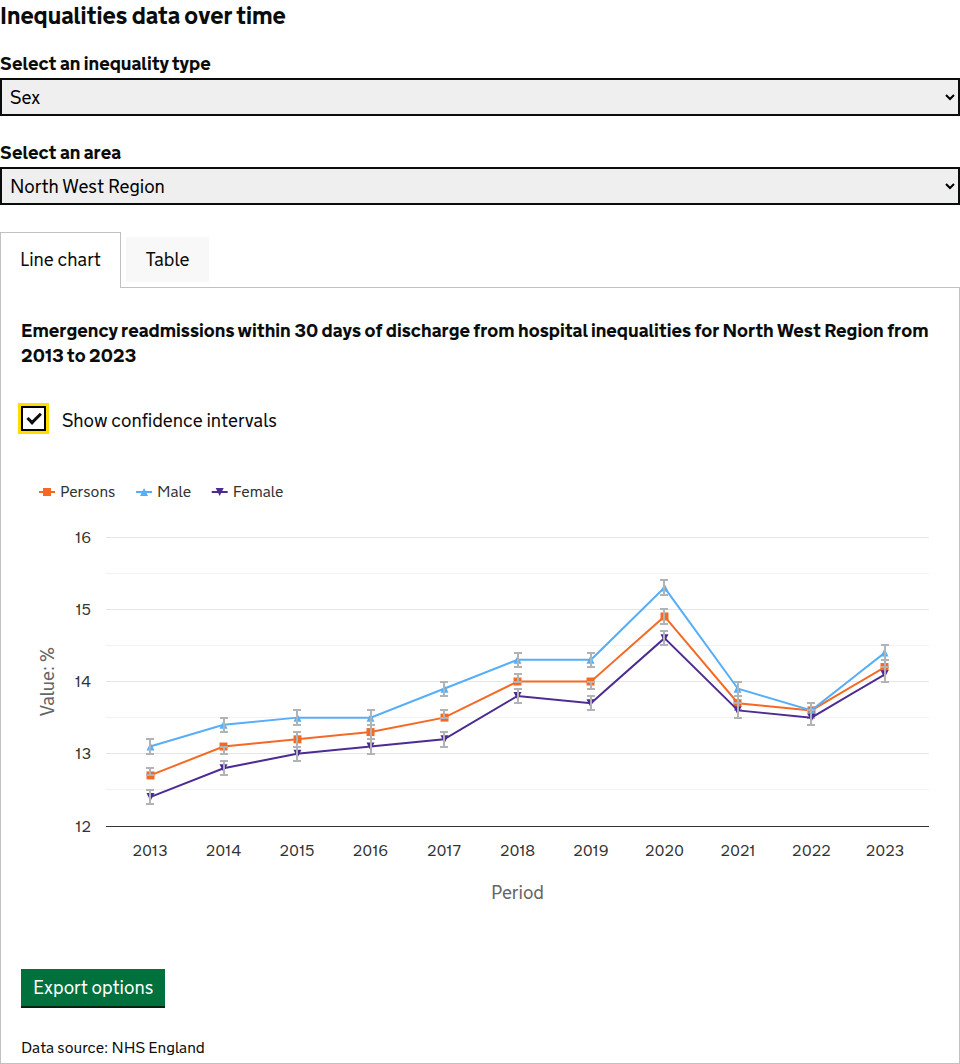 Inequalities data over time
Select an inequality type
Sex
Select an area
North West Region
Line chart
Table
Emergency readmissions within 30 days of discharge from hospital inequalities for North West Region from
2013 to 2023
Show confidence intervals
Persons Male Female
16
15
14
13
12
Value: %
2013 2014 2015 2016 2017 2018 2019 2020 2021 2022 2023
Period
Export options
Data source: NHS England